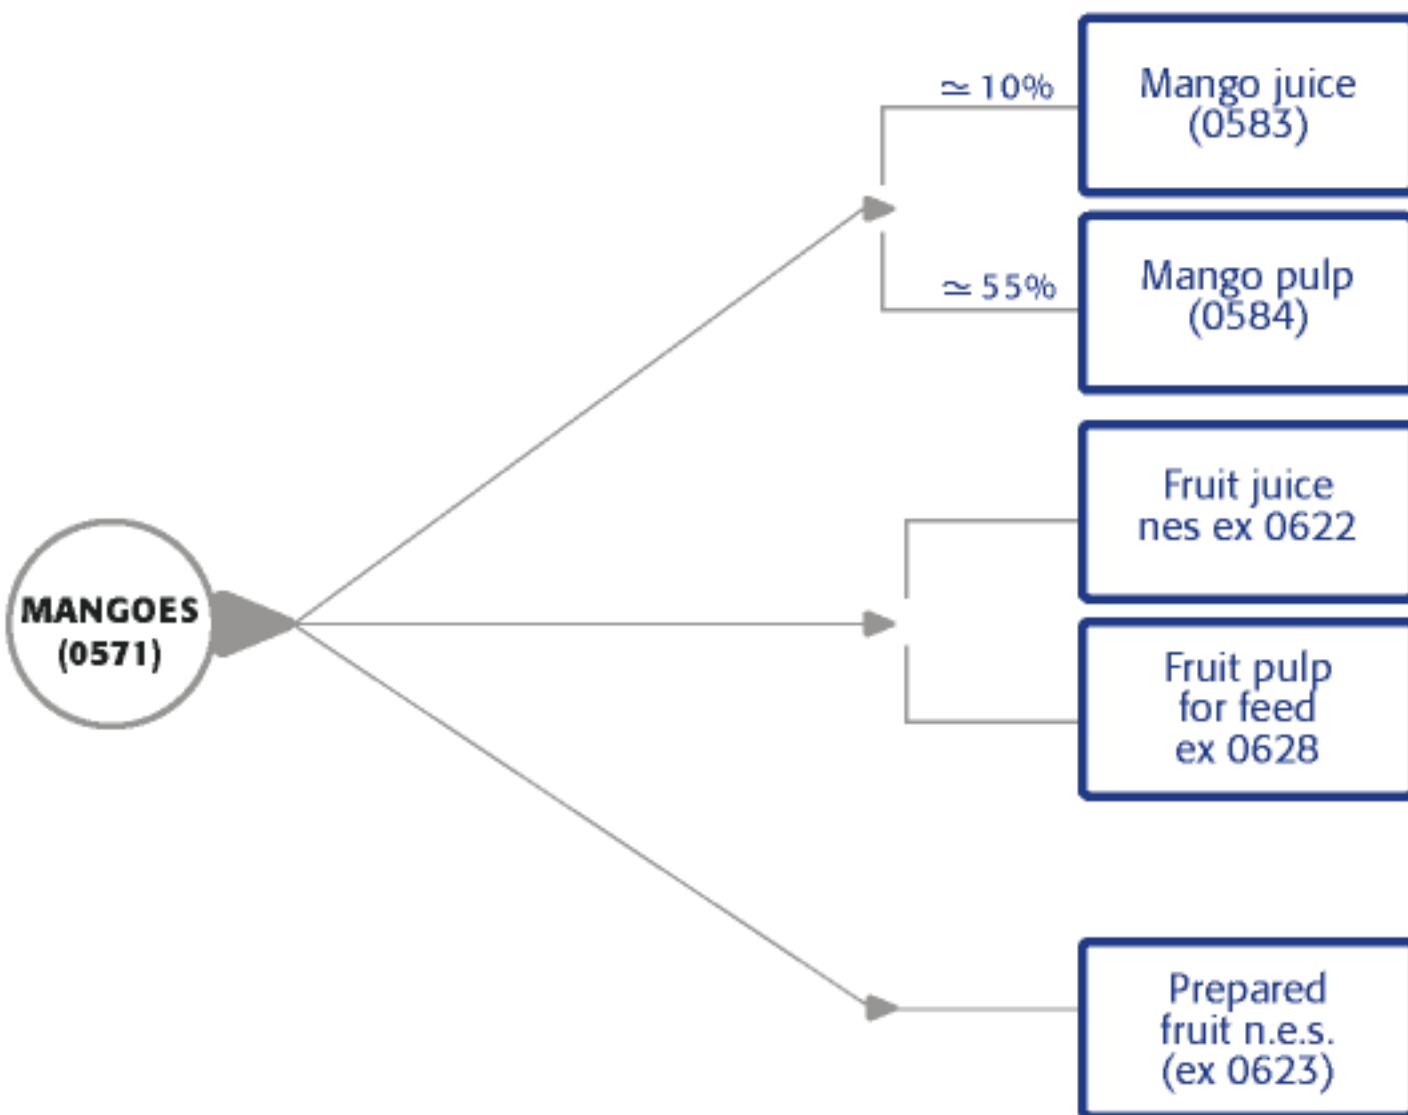 ≃ 10%
Mango juice
(0583)
≃ 55%
Mango pulp
(0584)
Fruit juice
nes ex 0622
MANGOES
(0571)
Fruit pulp
for feed
ex 0628
Prepared
fruit n.e.s.
(ex 0623)